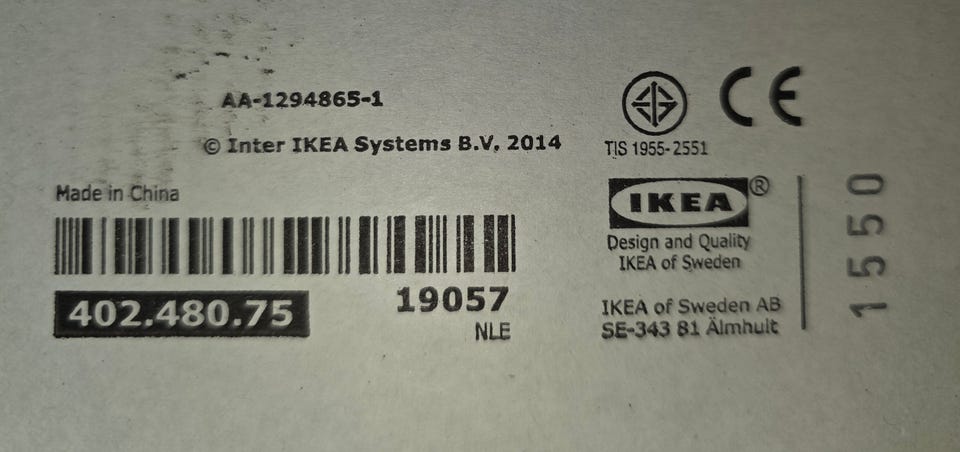 AA-1294865-1
© Inter IKEA Systems B.V. 2014
Made in China
402.480.75
19057
NLE
CE
TIS 1955-2551
IKEA®
Design and Quality
IKEA of Sweden
IKEA of Sweden AB
SE-343 81 Älmhult
1550